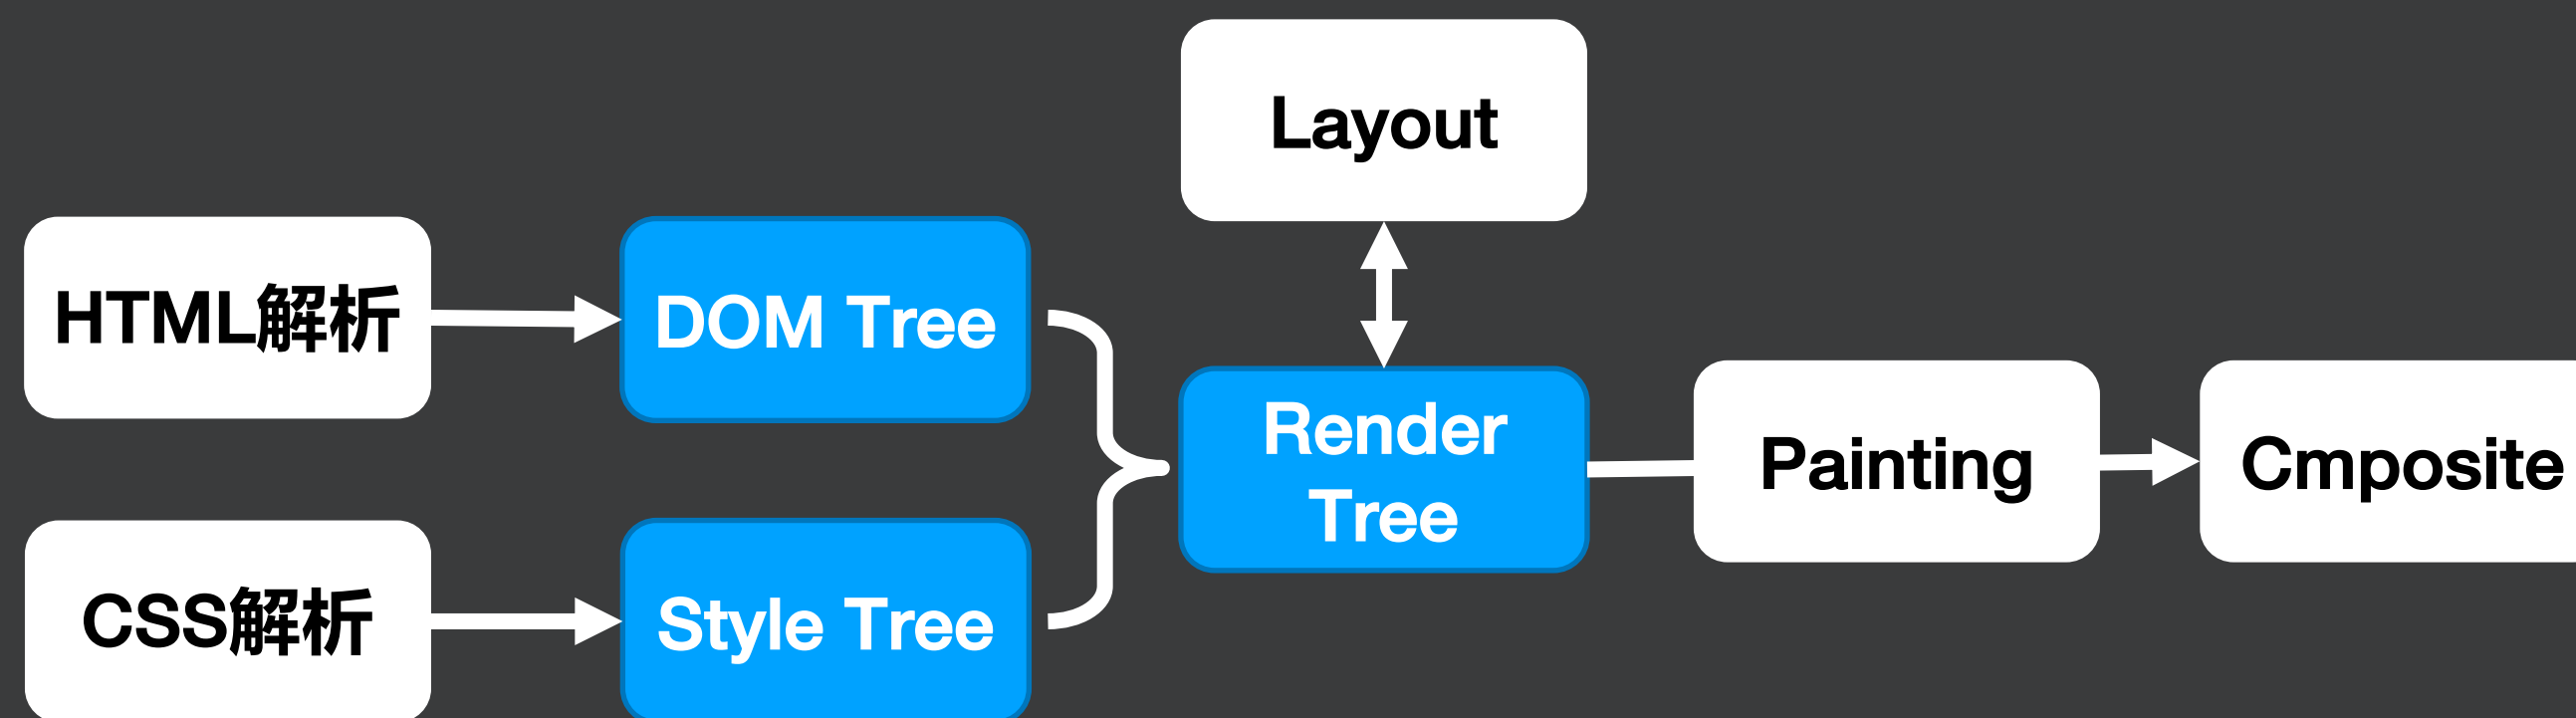 Layout
HTML解析
DOM Tree
Render
Tree
Painting
Cmposite
CSS解析
Style Tree